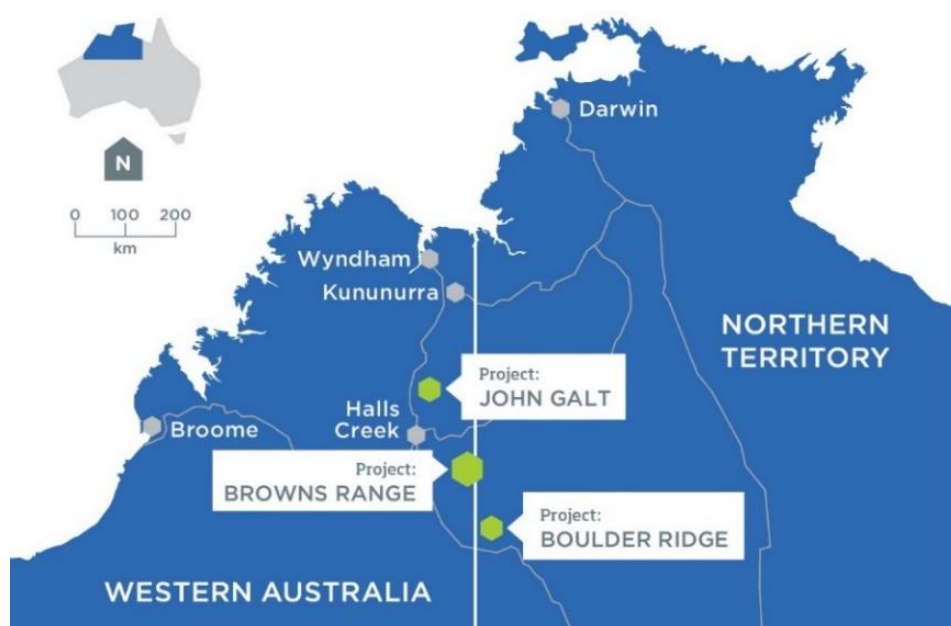 Darwin
N
0 100 200
km
Wyndham
Kununurra
NORTHERN
TERRITORY
Project:
JOHN GALT
Halls
Creek
Broome
Project:
BROWNS RANGE
Project:
BOULDER RIDGE
WESTERN AUSTRALIA